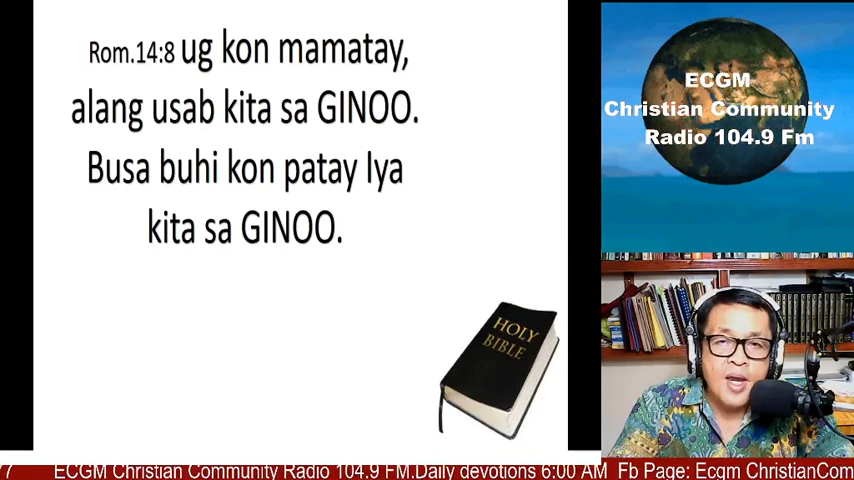 Rom.14:8 ug kon mamatay,
alang usab kita sa GINOO.
Busa buhi kon patay Iya
kita sa GINOO.
HOLY
BIBLE
ECGM
Christian Community
Radio 104.9 Fm
77 ECGM Christian Community Radio 104.9 FM.Daily devotions 6:00 AM Fb Page: Ecgm ChristianCom